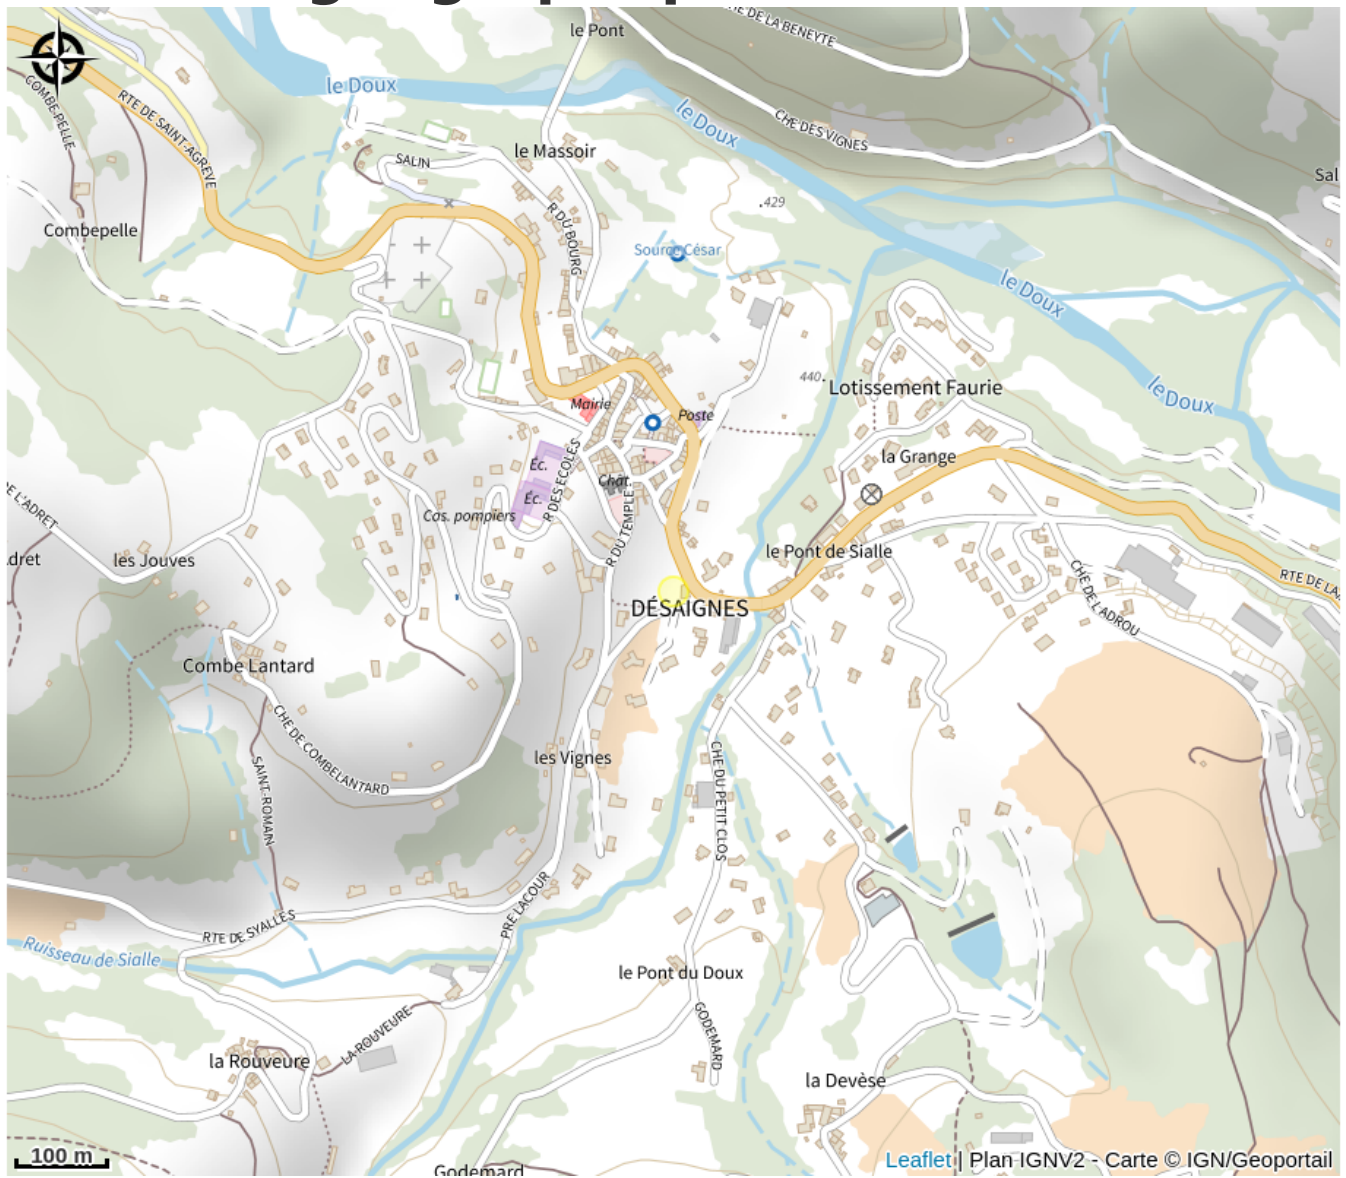 le Pont
HE DE LA BENEYTE
le Doux
COMBE-PELLE
RTE DE SAINT-AGREVE
le Doux
CHE DES VIGNES
le Massoir
SALIN
Sal
R DU BOURG
.429
Combepelle
Source César
le Doux
440.
Lotissement Faurie
le Doux
Mairie
Poste
la Grange
Éc.
Chat.
R DES ECOLES
Éc.
Cas. pompiers
DE L'ADRET
R DU TEMPLE
le Pont de Sialle
.dret
les Jouves
RTE DE LA
CHE DE L'ADROU
DÉSAIGNES
Combe Lantard
CHE DE COMBELANTARD
les Vignes
SAINT-ROMAIN
CHE DU PETIT CLOS
PRE LACOUR
RTE DE SYALLES
Ruisseau de Sialle
le Pont du Doux
GODEMARD
LA ROUVEURE
la Rouveure
la Devèse
100 m
Godemard
Leaflet | Plan IGNV2 - Carte © IGN/Geoportail